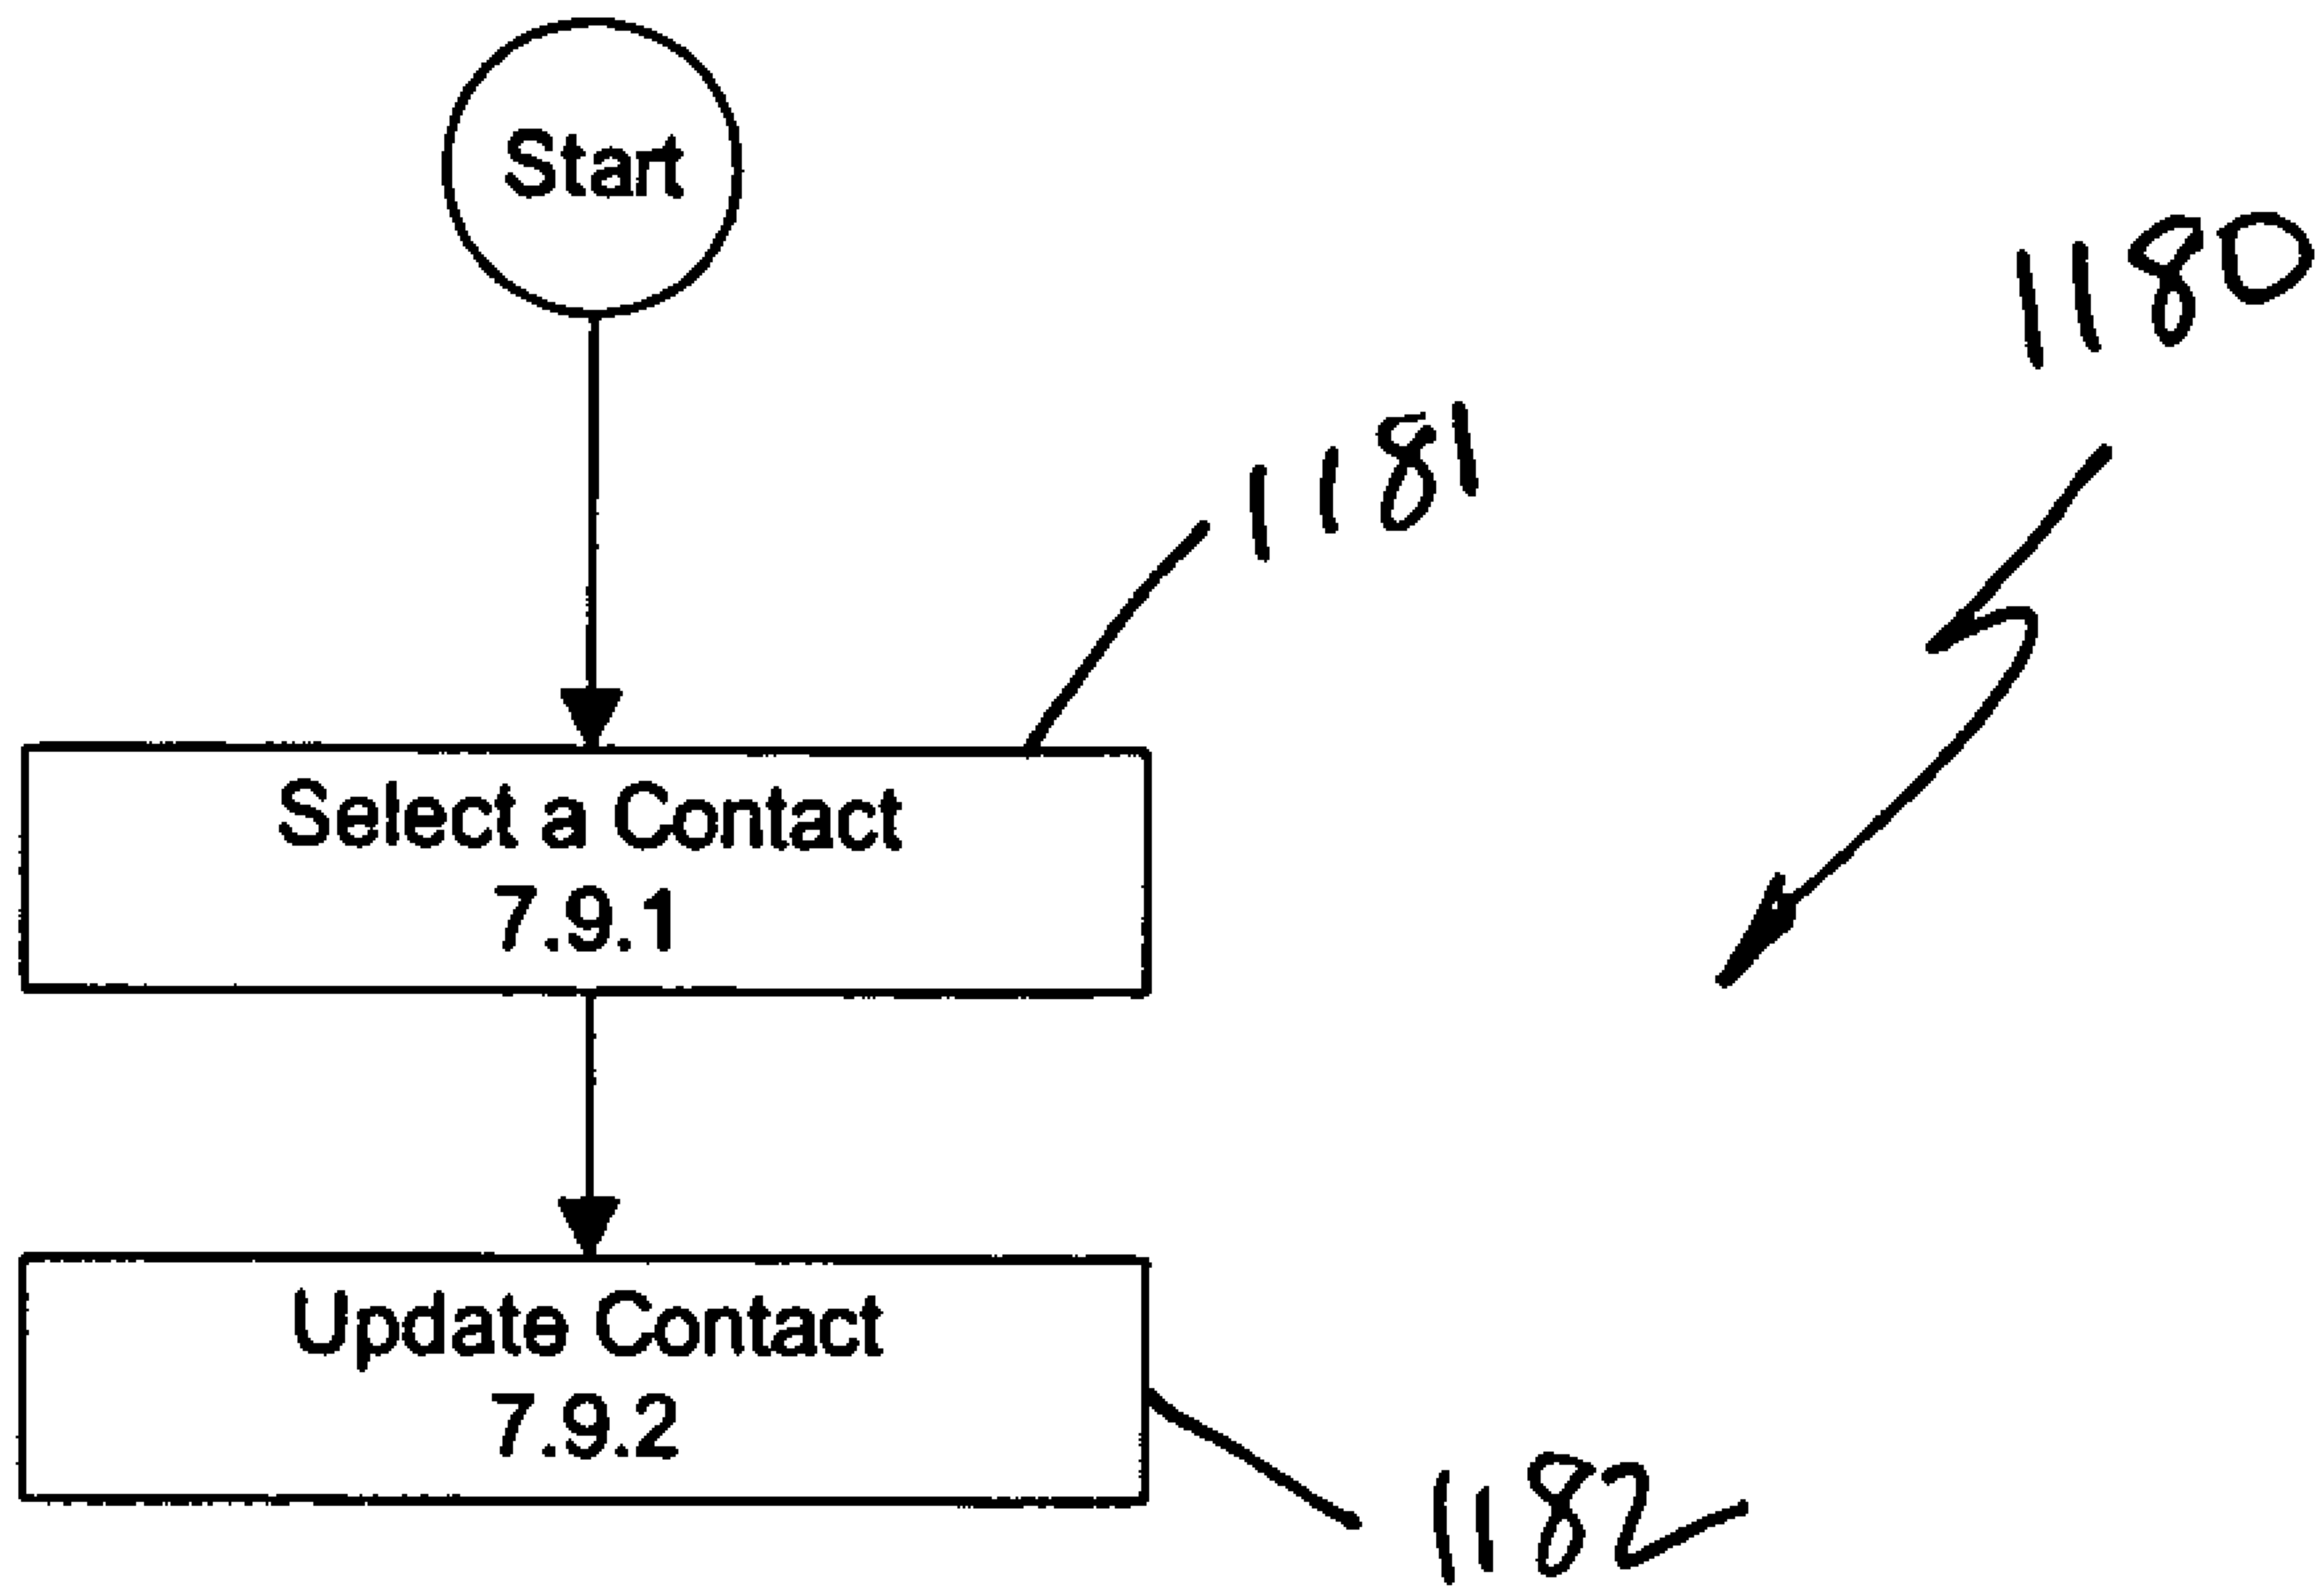 Start
1180
1181
Select a Contact
7.9.1
Update Contact
7.9.2
1182